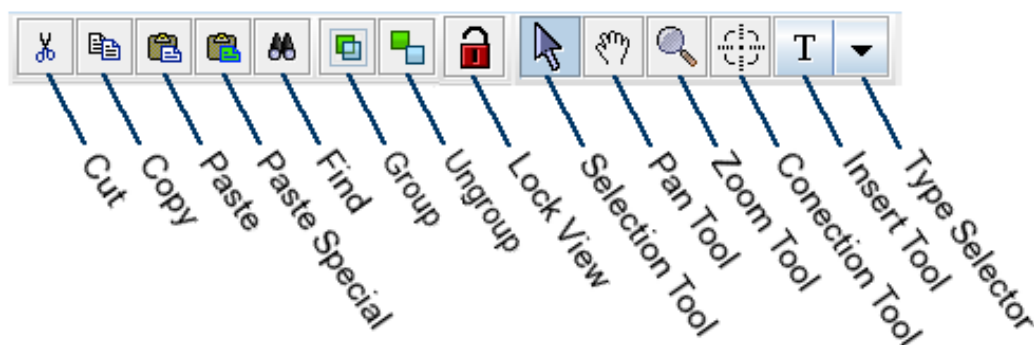 T
Cut
Copy
Paste
Paste Special
Find
Group
Ungroup
Lock View
Selection Tool
Pan Tool
Zoom Tool
Conection Tool
Insert Tool
Type Selector